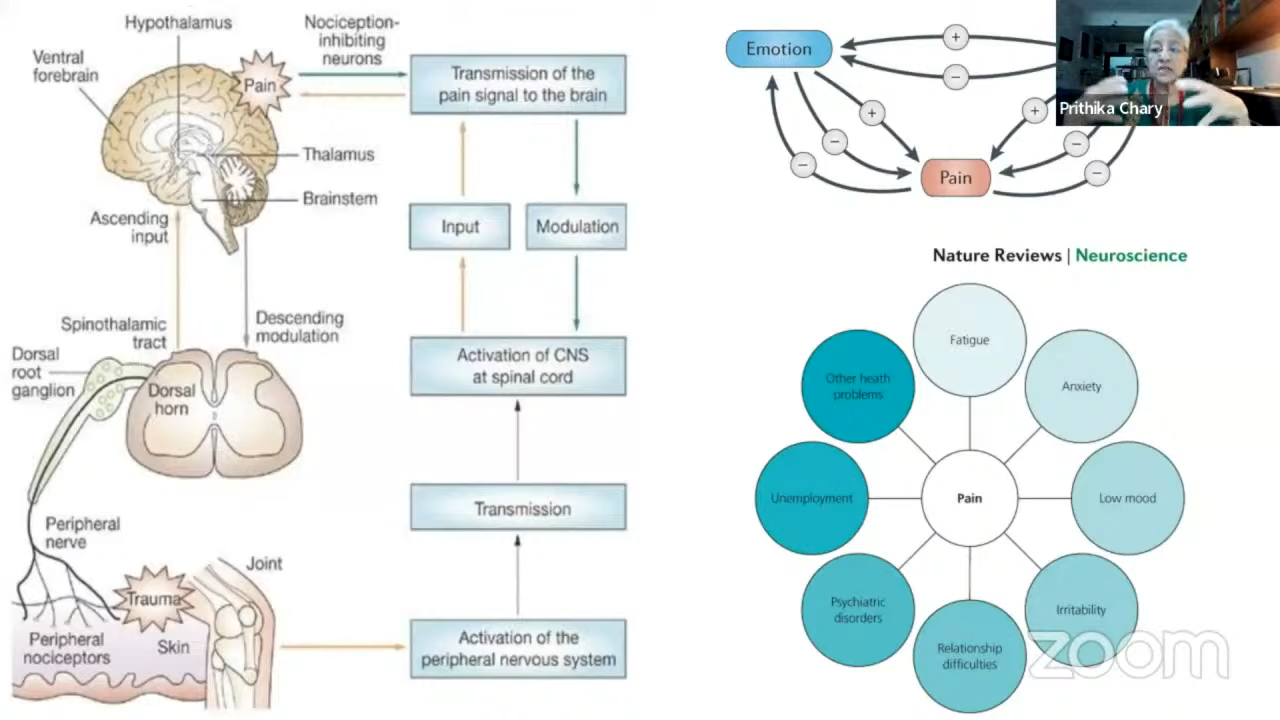 Hypothalamus
Nociception-
inhibiting
neurons
Ventral
forebrain
Pain
Thalamus
Brainstem
Ascending
input
Spinothalamic
tract
Descending
modulation
Dorsal
root
ganglion
Dorsal
horn
Peripheral
nerve
Trauma
Joint
Peripheral
nociceptors
Skin
Transmission of the
pain signal to the brain
Input
Modulation
Activation of CNS
at spinal cord
Transmission
Activation of the
peripheral nervous system
Emotion
+
−
+
−
−
+
−
−
Pain
Prithika Chary
Nature Reviews | Neuroscience
Fatigue
Other heath
problems
Anxiety
Unemployment
Pain
Low mood
Psychiatric
disorders
Irritability
Relationship
difficulties
zoom